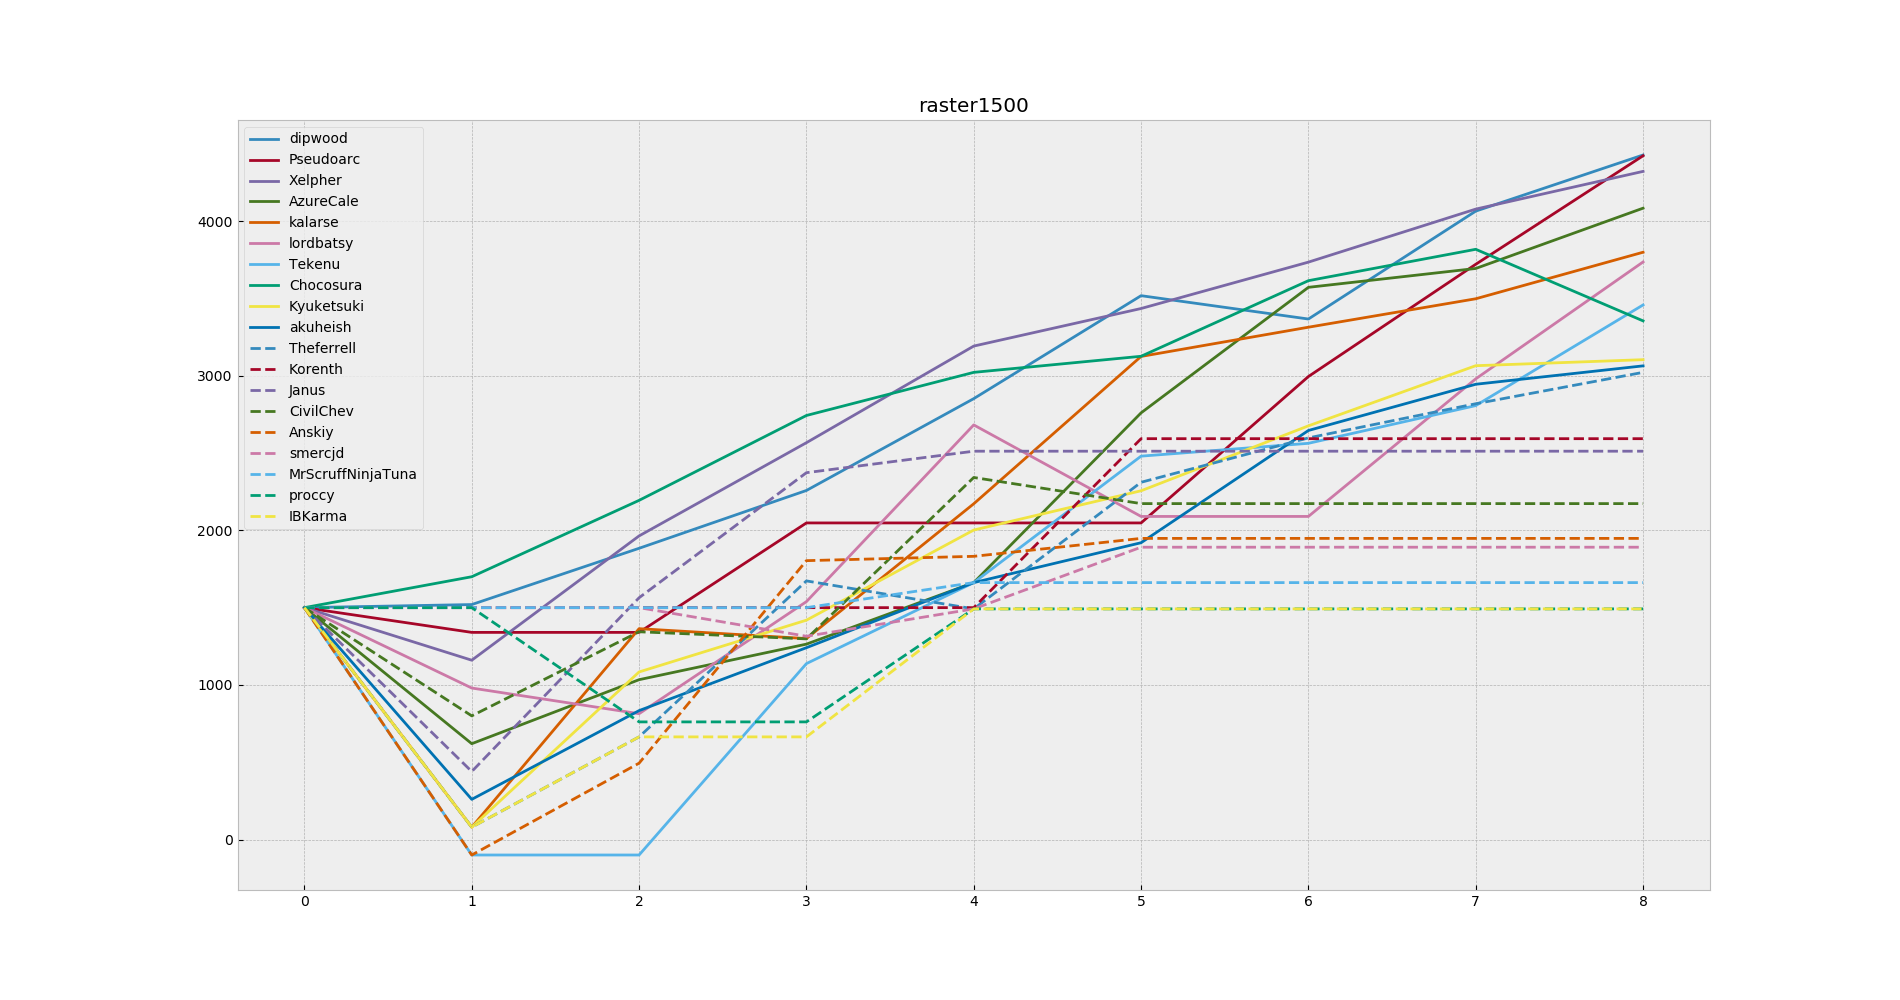 raster1500
dipwood
Pseudoarc
Xelpher
AzureCale
kalarse
lordbatsy
Tekenu
Chocosura
Kyuketsuki
akuheish
Theferrell
Korenth
Janus
CivilChev
Anskiy
smercjd
MrScruffNinjaTuna
proccy
IBKarma
4000
3000
2000
1000
0
0 1 2 3 4 5 6 7 8